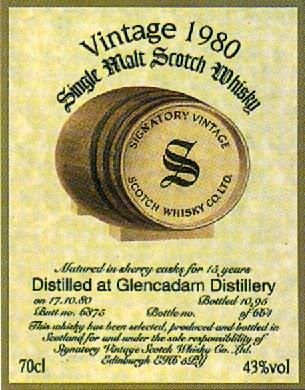 Vintage 1980
Single Malt Scotch Whisky
SIGNATORY VINTAGE
S
SCOTCH WHISKY CO. LTD.
Matured in sherry casks for 15 years
Distilled at Glencadam Distillery
on 17.10.80 Bottled 10.95
Butt no. 6875 Bottle no. of 661
This whisky has been selected, produced and bottled in
Scotland for and under the sole responsibility of
Signatory Vintage Scotch Whisky Co. Ltd.
Edinburgh
70cl 43%vol